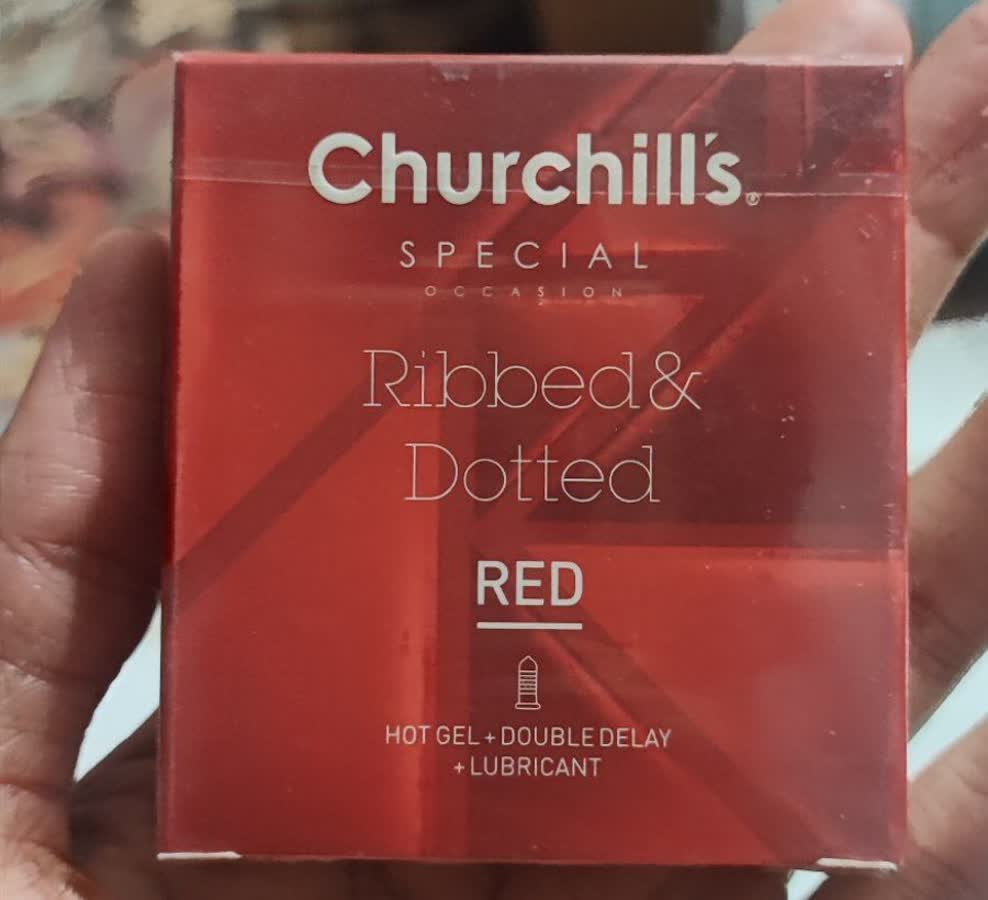 Churchill's®
SPECIAL
OCCASION
Ribbed &
Dotted
RED
HOT GEL + DOUBLE DELAY
+ LUBRICANT